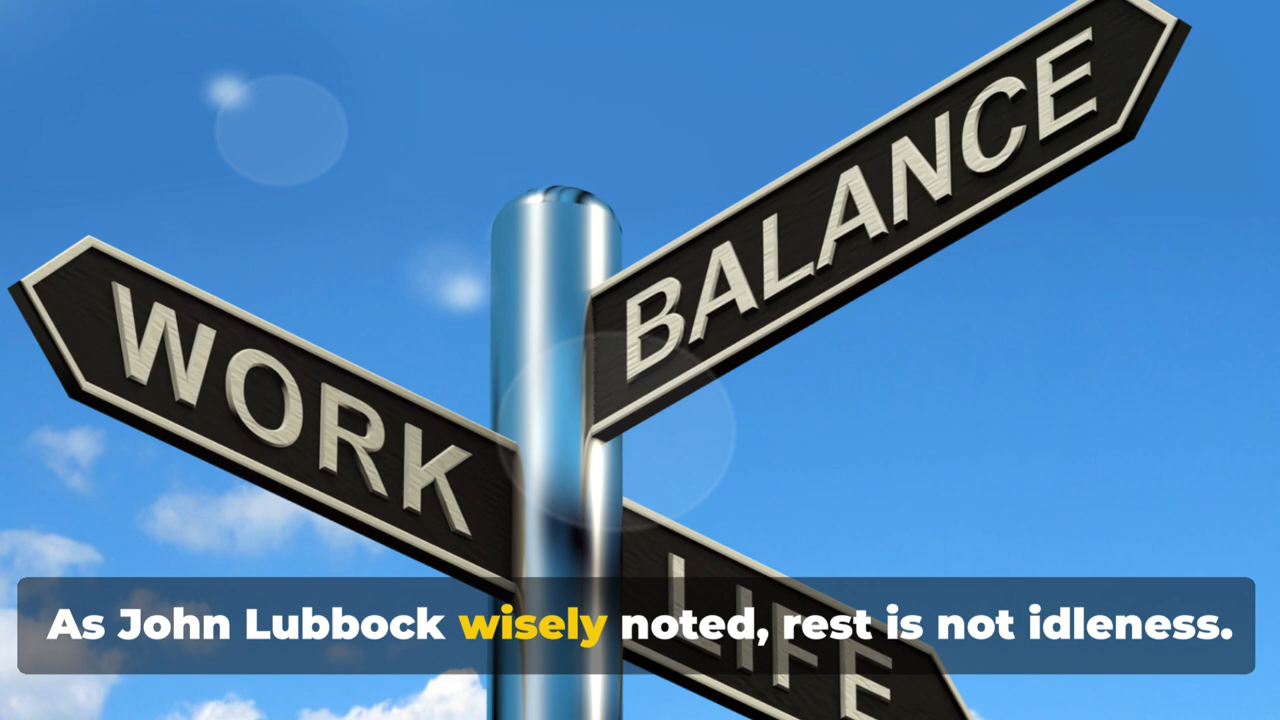 BALANCE
WORK
LIFE
As John Lubbock wisely noted, rest is not idleness.